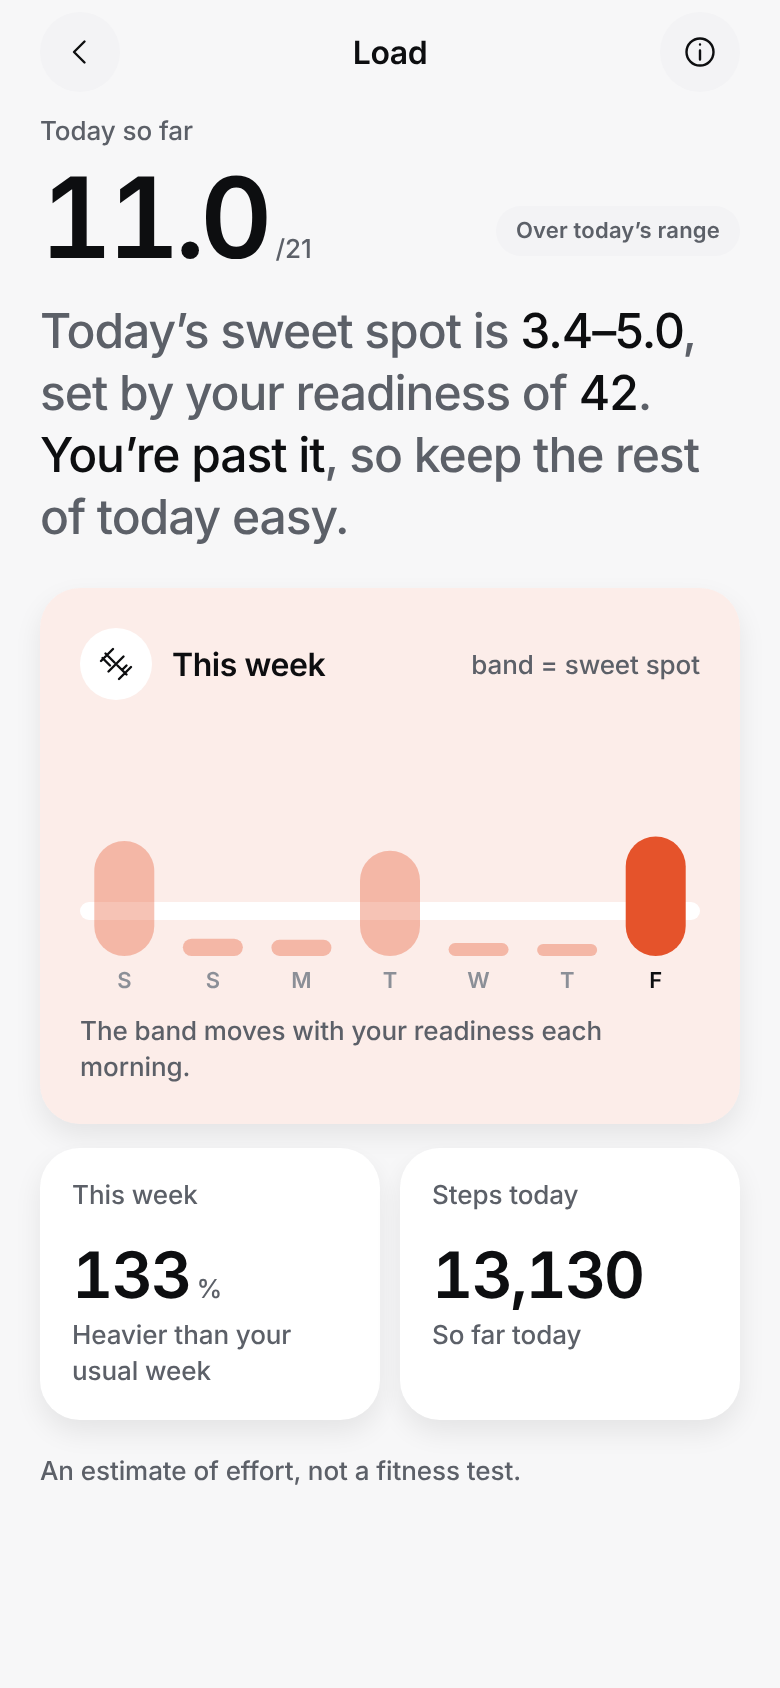 Load
Today so far
11.0 /21
Over today’s range
Today’s sweet spot is 3.4–5.0,
set by your readiness of 42.
You’re past it, so keep the rest
of today easy.
This week
band = sweet spot
S S M T W T F
The band moves with your readiness each
morning.
This week
133 %
Heavier than your
usual week
Steps today
13,130
So far today
An estimate of effort, not a fitness test.